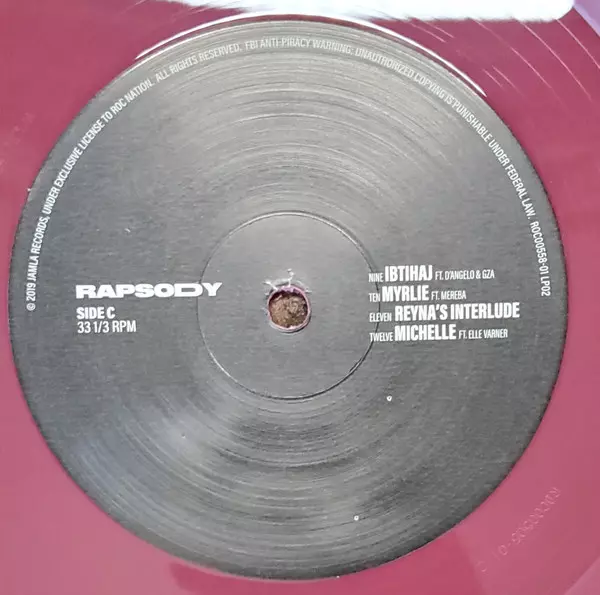 © 2019 JAMLA RECORDS, UNDER EXCLUSIVE LICENSE TO ROC NATION. ALL RIGHTS RESERVED. FBI ANTI-PIRACY WARNING: UNAUTHORIZED COPYING IS PUNISHABLE UNDER FEDERAL LAW. ROC00558-01 LP02
RAPSODY
SIDE C
33 1/3 RPM
NINE IBTIHAJ FT. D'ANGELO & GZA
TEN MYRLIE FT. MEREBA
ELEVEN REYNA'S INTERLUDE
TWELVE MICHELLE FT. ELLE VARNER